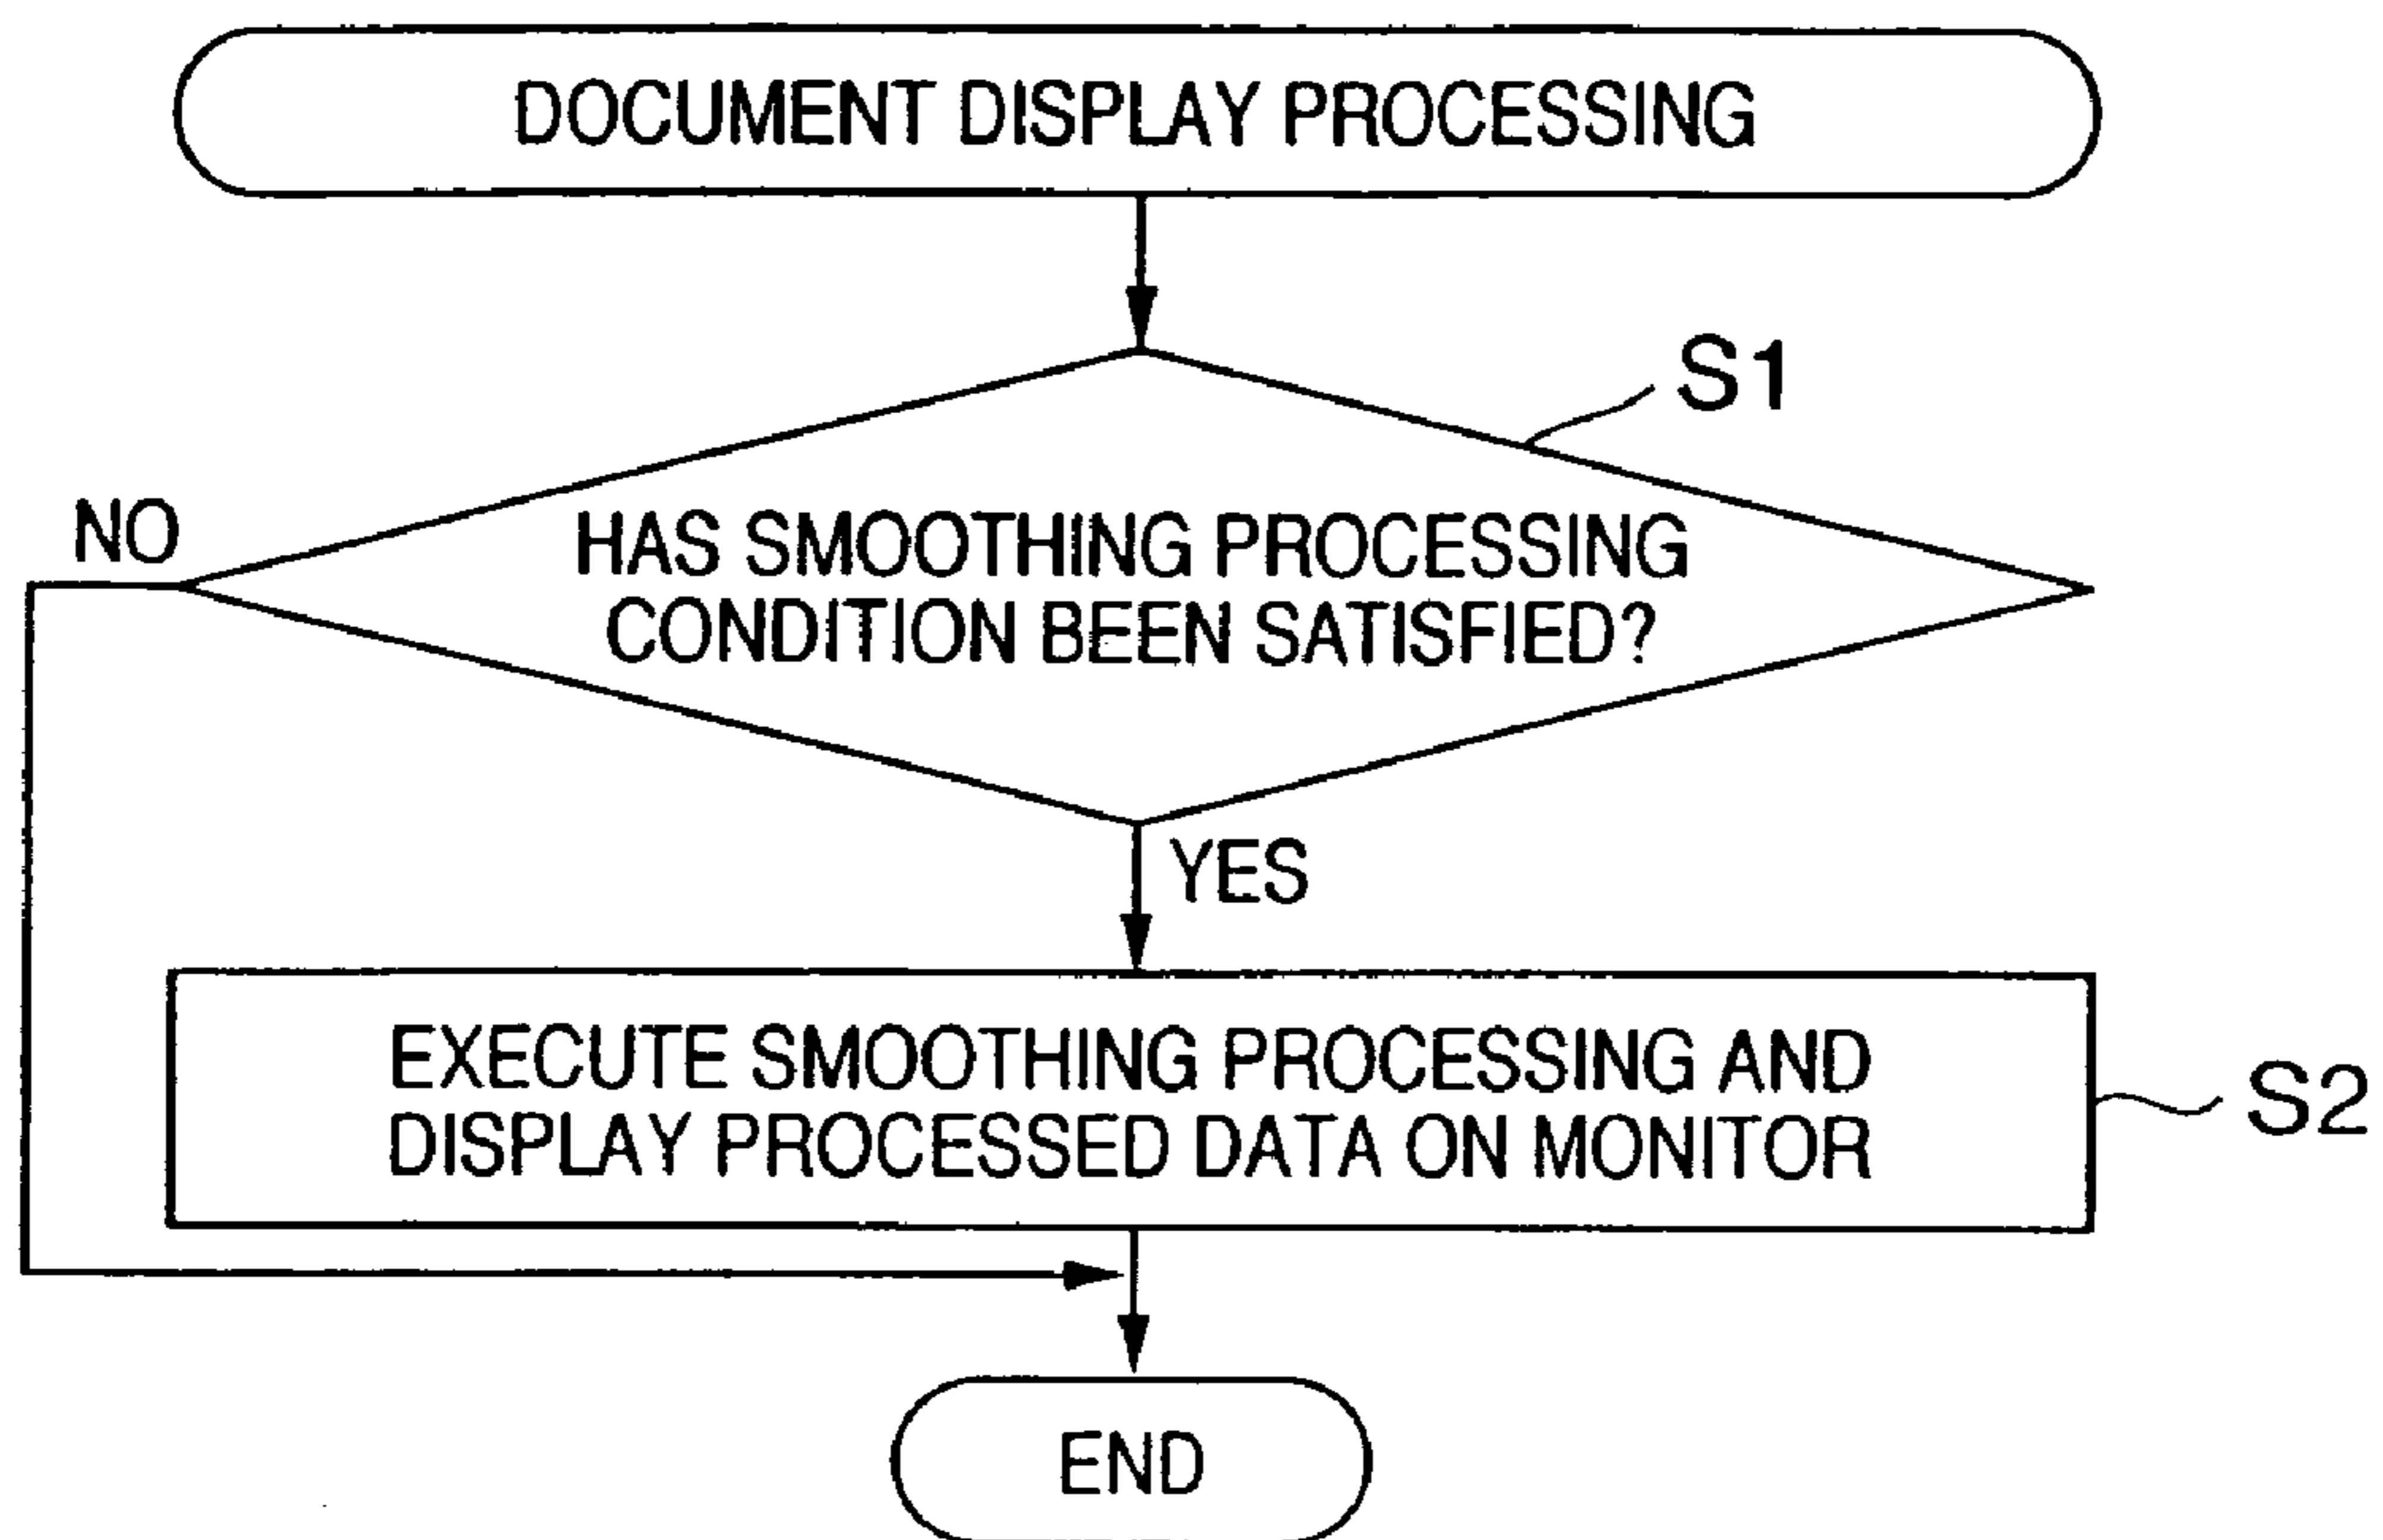 DOCUMENT DISPLAY PROCESSING
S1
NO
HAS SMOOTHING PROCESSING
CONDITION BEEN SATISFIED?
YES
EXECUTE SMOOTHING PROCESSING AND
DISPLAY PROCESSED DATA ON MONITOR
S2
END